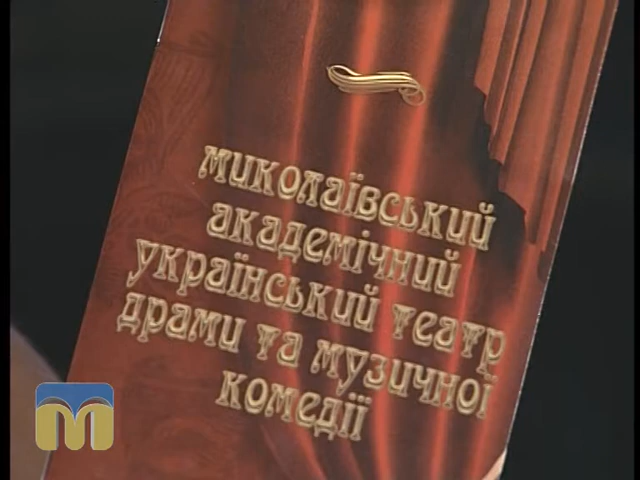 миколаївський
академічний
український театр
драми та музичної
комедії